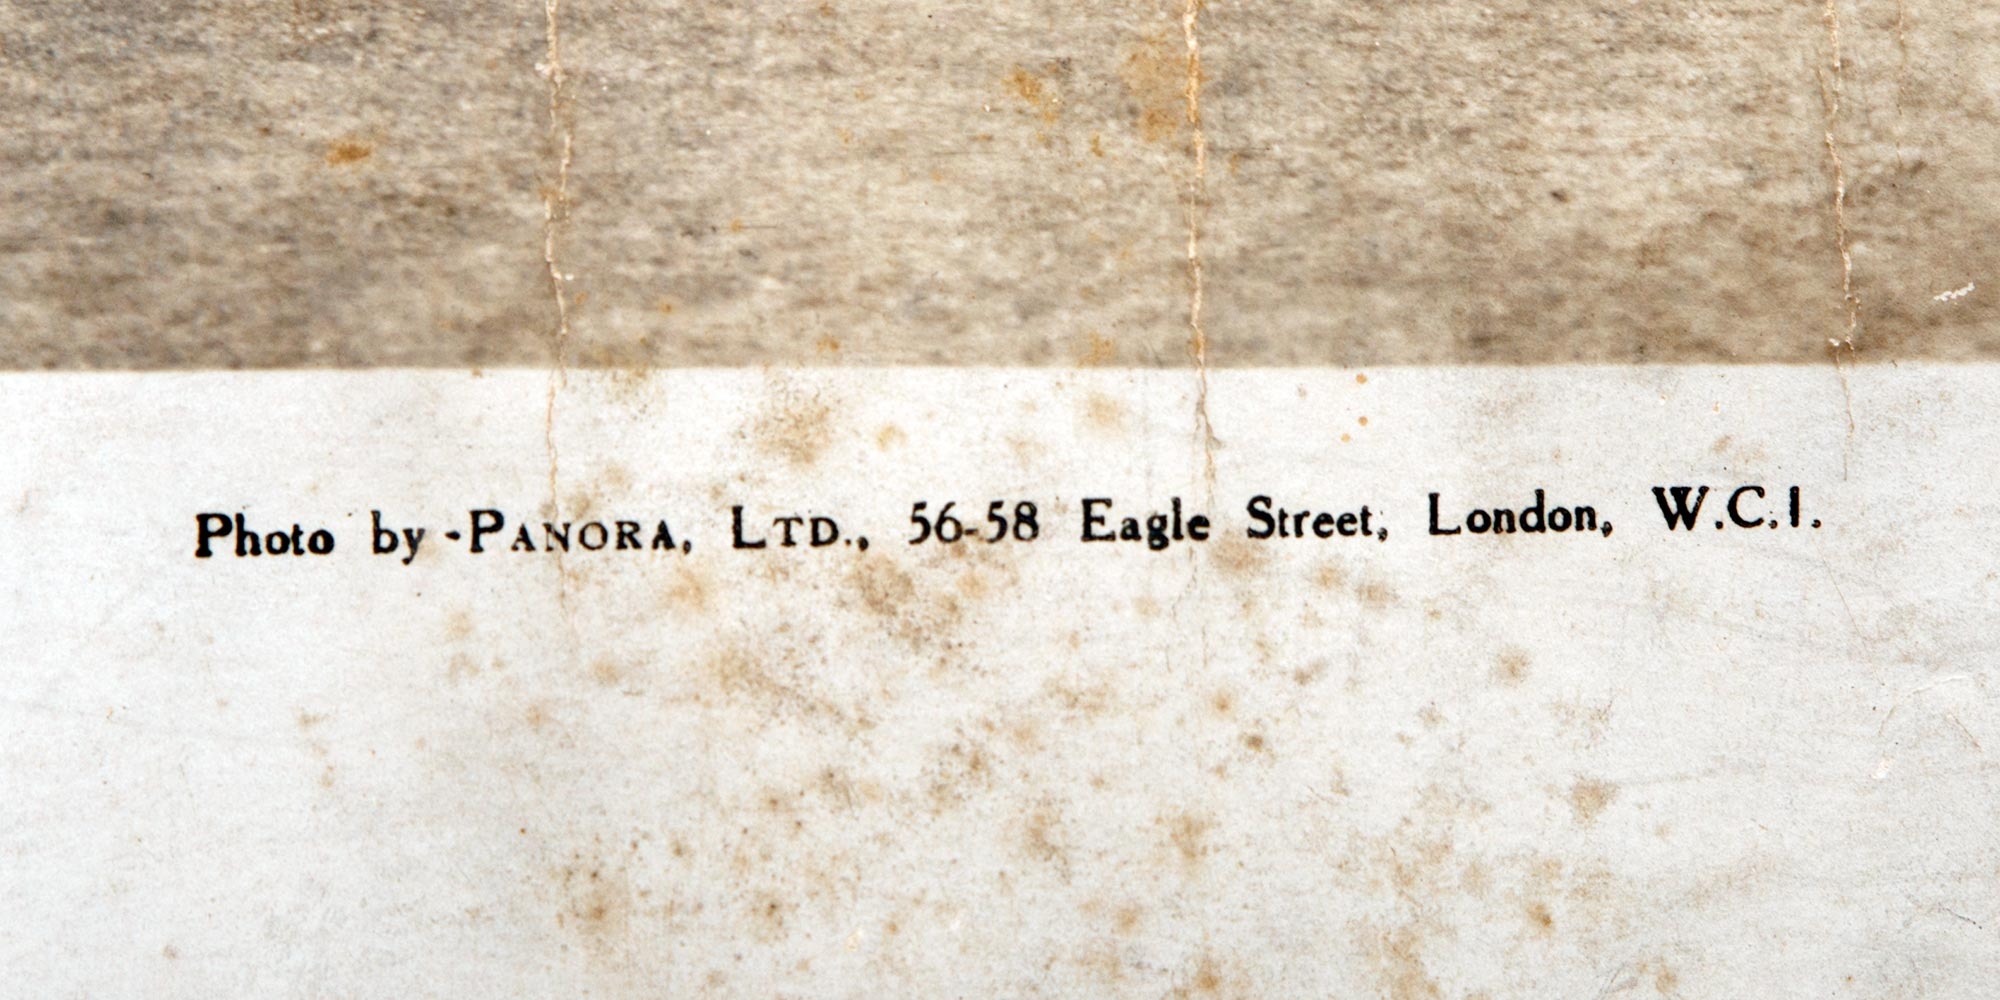 Photo by -PANORA, LTD., 56-58 Eagle Street, London, W.C.1.